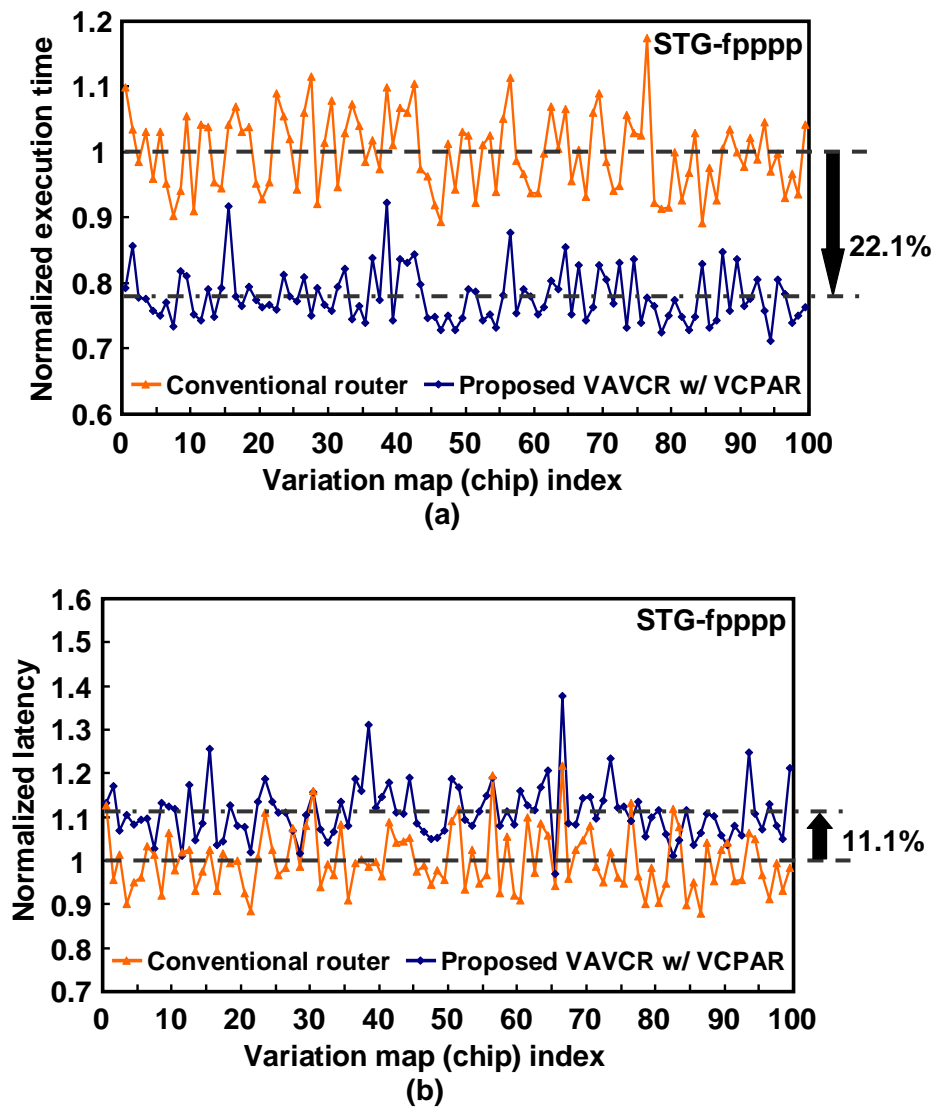 (a)
1.2
1.1
1
0.9
0.8
0.7
0.6
Normalized execution time
STG-fpppp
22.1%
Conventional router
Proposed VAVCR w/ VCPAR
0 10 20 30 40 50 60 70 80 90 100
Variation map (chip) index
(a)
1.6
1.5
1.4
1.3
1.2
1.1
1
0.9
0.8
0.7
Normalized latency
STG-fpppp
11.1%
Conventional router
Proposed VAVCR w/ VCPAR
0 10 20 30 40 50 60 70 80 90 100
Variation map (chip) index
(b)